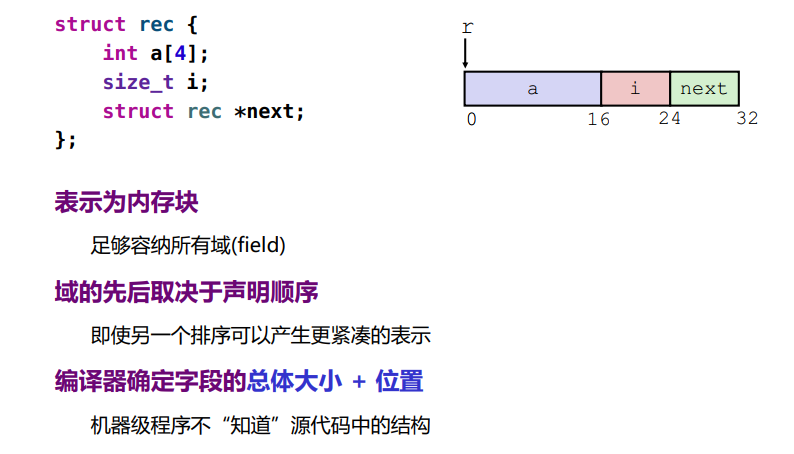 struct rec {
    int a[4];
    size_t i;
    struct rec *next;
};
r
a i next
0 16 24 32
表示为内存块
足够容纳所有域(field)
域的先后取决于声明顺序
即使另一个排序可以产生更紧凑的表示
编译器确定字段的总体大小 + 位置
机器级程序不“知道”源代码中的结构